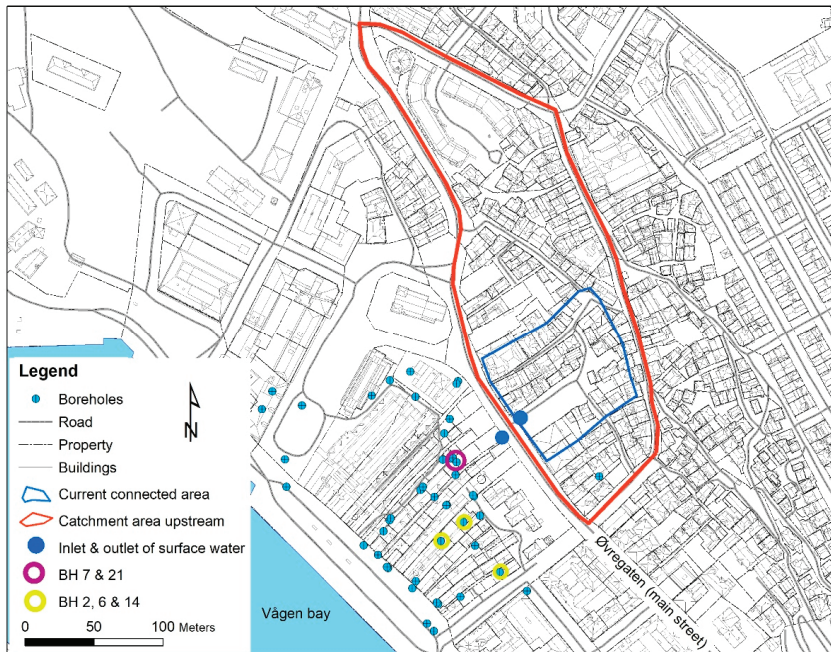 Legend
Boreholes
Road
Property
Buildings
Current connected area
Catchment area upstream
Inlet & outlet of surface water
BH 7 & 21
BH 2, 6 & 14
0 50 100 Meters
N
Vågen bay
Øvregaten (main street)